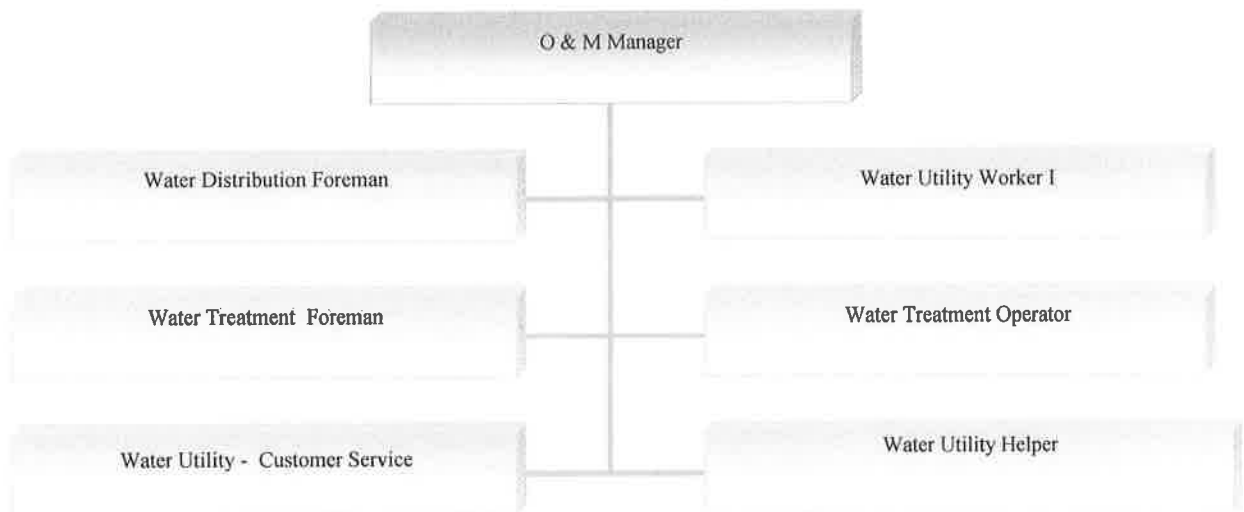 O & M Manager
Water Distribution Foreman
Water Utility Worker I
Water Treatment Foreman
Water Treatment Operator
Water Utility - Customer Service
Water Utility Helper